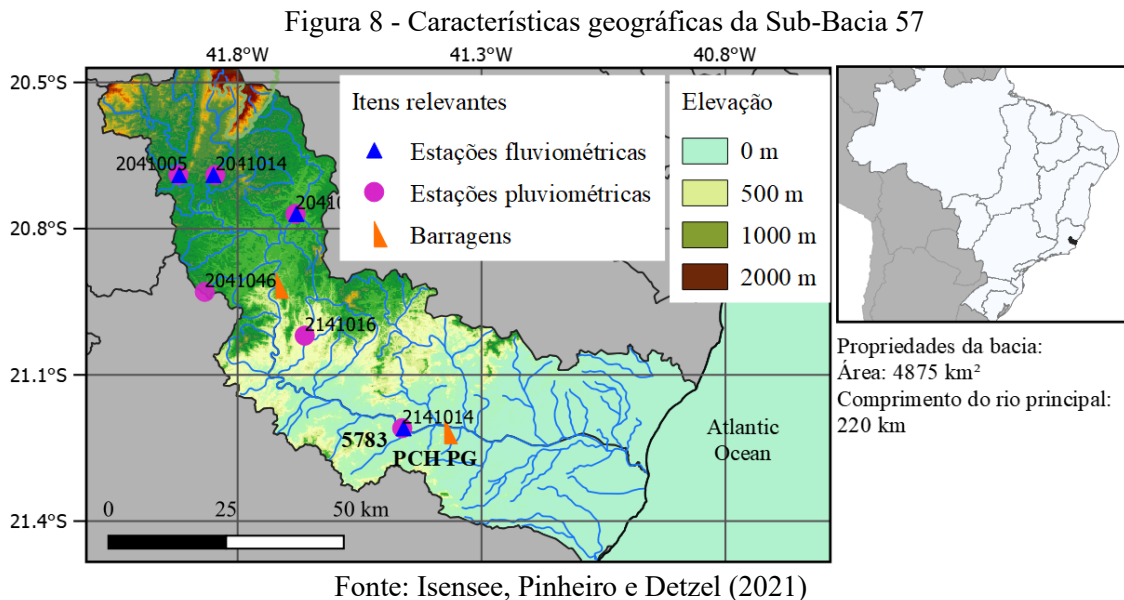 Figura 8 - Características geográficas da Sub-Bacia 57
41.8°W
41.3°W
40.8°W
20.5°S
20.8°S
21.1°S
21.4°S
Itens relevantes
Estações fluviométricas
Estações pluviométricas
Barragens
Elevação
0 m
500 m
1000 m
2000 m
2041005
2041014
2041046
2141016
2141014
5783
PCH PG
Atlantic
Ocean
0
25
50 km
Propriedades da bacia:
Área: 4875 km²
Comprimento do rio principal:
220 km
Fonte: Isensee, Pinheiro e Detzel (2021)